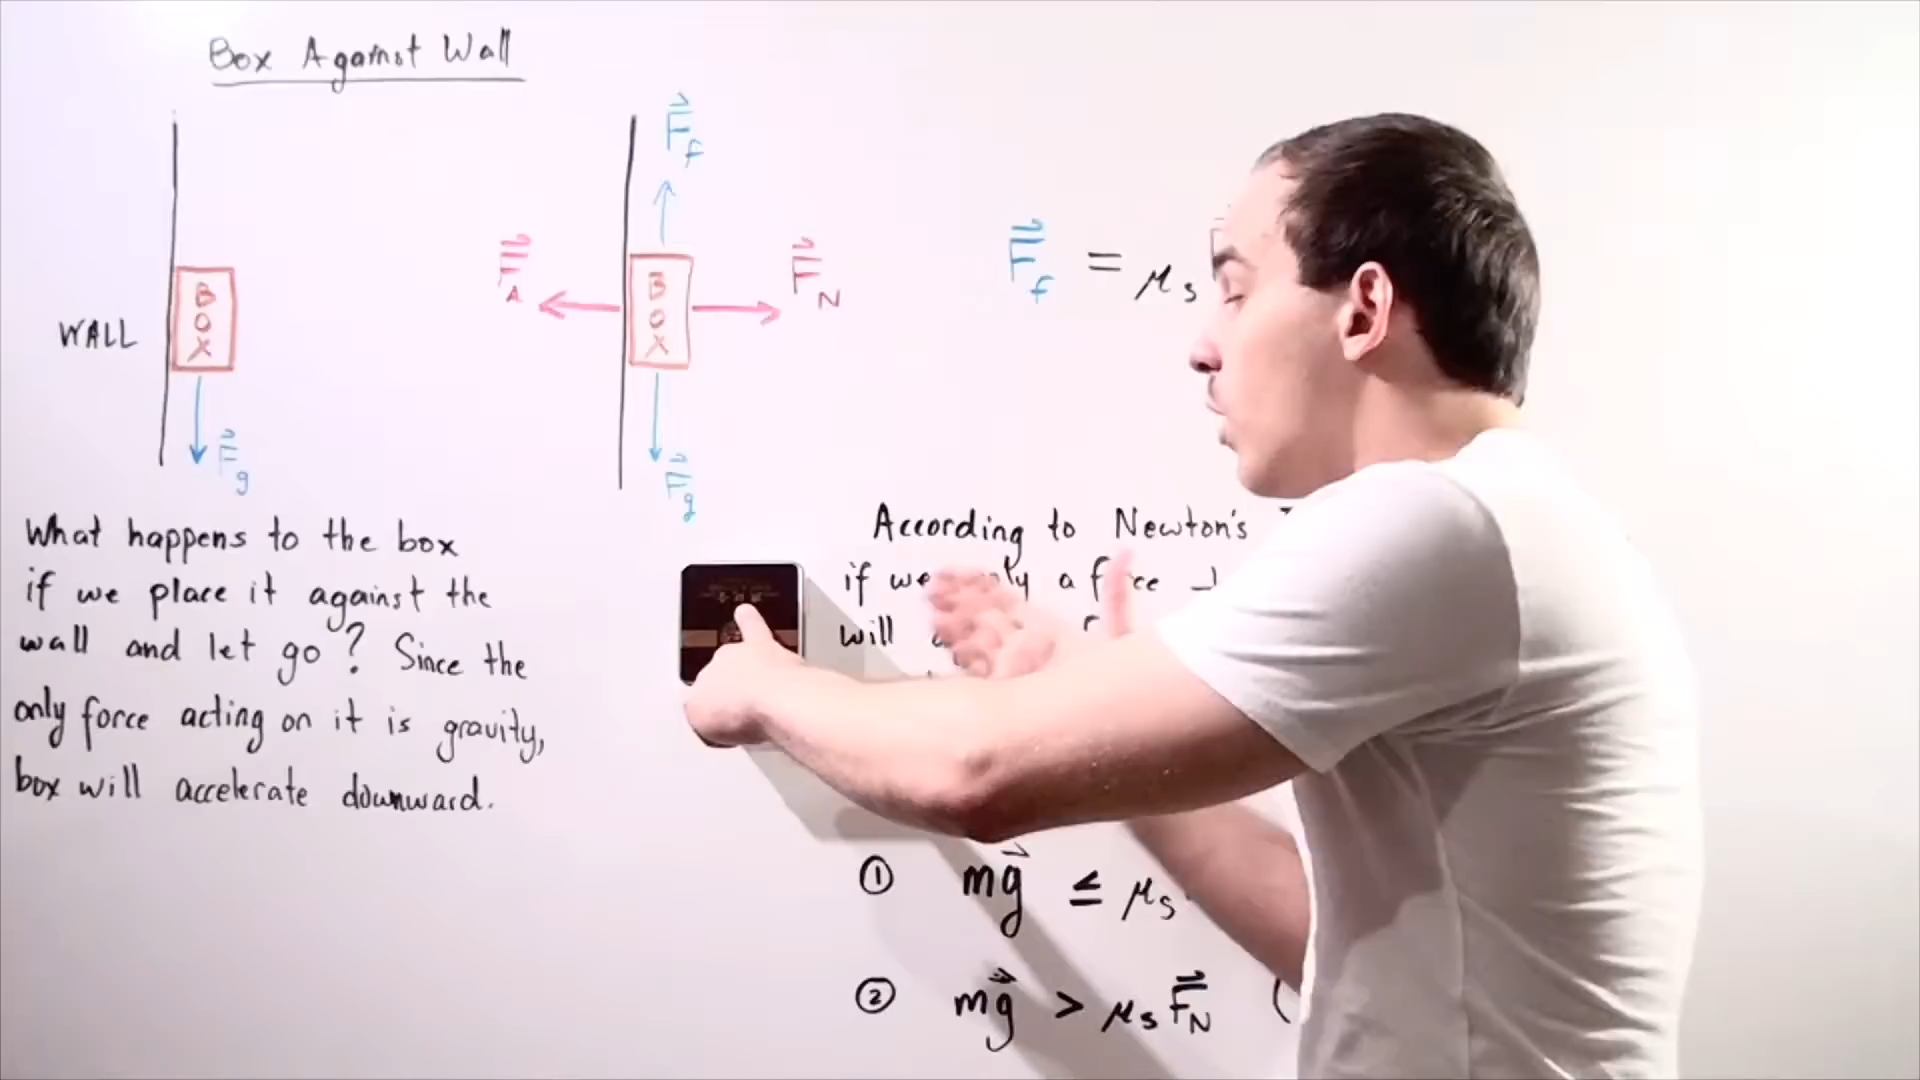 Box Against Wall
F_f
F_A
F_N
F_f = μ_s
BOX
BOX
WALL
F_g
F_g
What happens to the box
if we place it against the
wall and let go? Since the
only force acting on it is gravity,
box will accelerate downward.
According to Newton's
if we a ⊥
will
① mg ≤ μ_s
② mg > μ_s F_N (